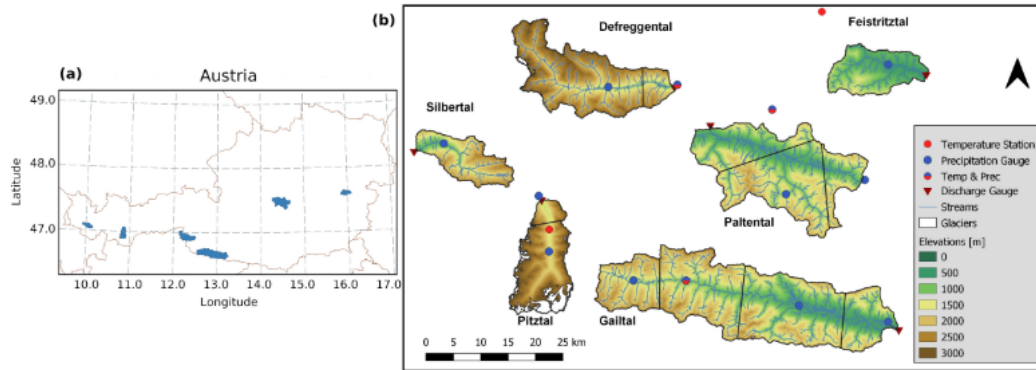 (a)
Austria
49.0
48.0
47.0
Latitude
10.0 11.0 12.0 13.0 14.0 15.0 16.0 17.0
Longitude
(b)
Defreggental
Feistritztal
Silbertal
Paltental
Pitztal
Gailtal
0 5 10 15 20 25 km
Temperature Station
Precipitation Gauge
Temp & Prec
Discharge Gauge
Streams
Glaciers
Elevations [m]
0
500
1000
1500
2000
2500
3000